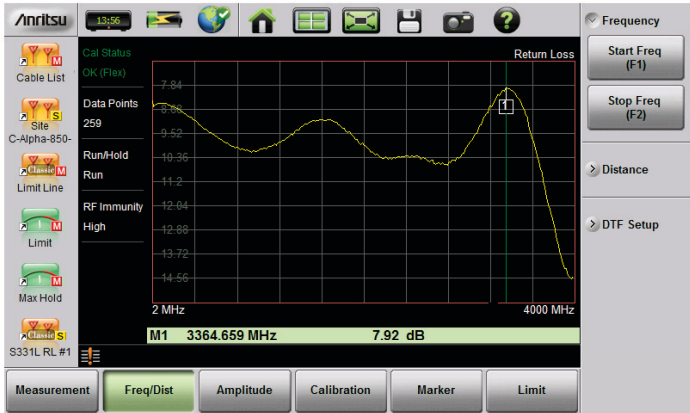 /inritsu
13:56
?
Frequency
Start Freq
(F1)
Stop Freq
(F2)
Distance
DTF Setup
M
Cable List
S
Site
C-Alpha-850-
Classic M
Limit Line
M
Limit
M
Max Hold
Classic S
S331L RL #1
Cal Status
OK (Flex)
Data Points
259
Run/Hold
Run
RF Immunity
High
Return Loss
7.84
8.68
9.52
10.36
11.2
12.04
12.88
13.72
14.56
1
2 MHz
4000 MHz
M1 3364.659 MHz 7.92 dB
Measurement
Freq/Dist
Amplitude
Calibration
Marker
Limit